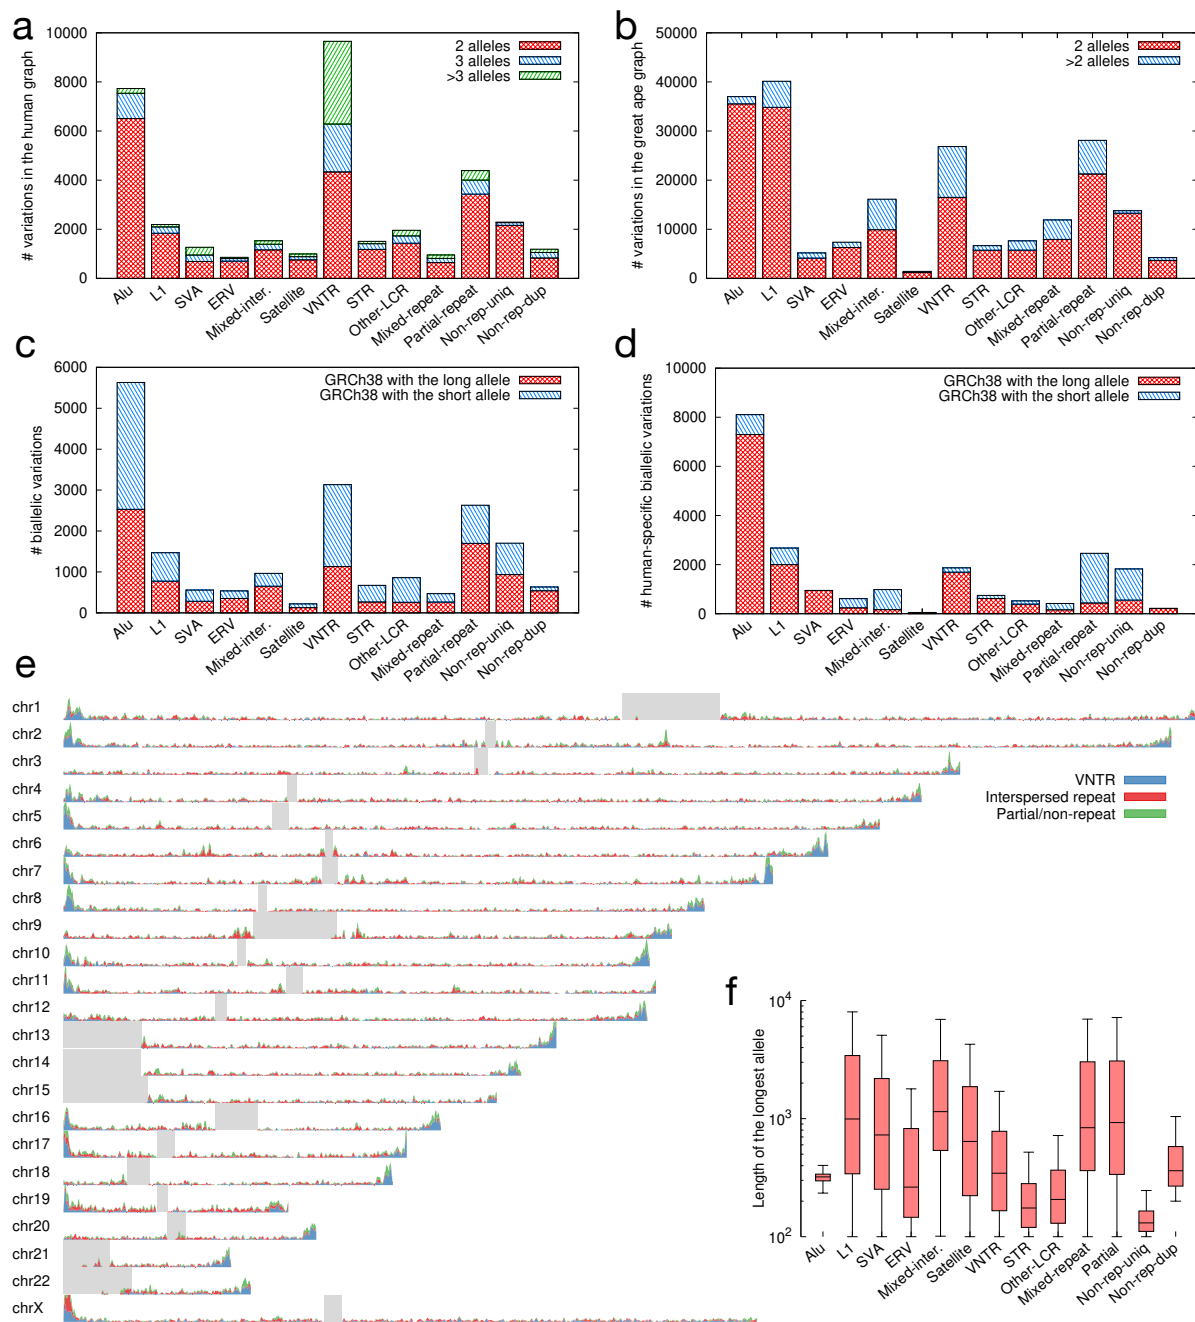 a
# variations in the human graph
10000
8000
6000
4000
2000
0
2 alleles
3 alleles
>3 alleles
Alu
L1
SVA
ERV
Mixed-inter.
Satellite
VNTR
STR
Other-LCR
Mixed-repeat
Partial-repeat
Non-rep-uniq
Non-rep-dup
b
# variations in the great ape graph
50000
40000
30000
20000
10000
0
2 alleles
>2 alleles
Alu
L1
SVA
ERV
Mixed-inter.
Satellite
VNTR
STR
Other-LCR
Mixed-repeat
Partial-repeat
Non-rep-uniq
Non-rep-dup
c
# biallelic variations
6000
5000
4000
3000
2000
1000
0
GRCh38 with the long allele
GRCh38 with the short allele
Alu
L1
SVA
ERV
Mixed-inter.
Satellite
VNTR
STR
Other-LCR
Mixed-repeat
Partial-repeat
Non-rep-uniq
Non-rep-dup
d
# human-specific biallelic variations
10000
8000
6000
4000
2000
0
GRCh38 with the long allele
GRCh38 with the short allele
Alu
L1
SVA
ERV
Mixed-inter.
Satellite
VNTR
STR
Other-LCR
Mixed-repeat
Partial-repeat
Non-rep-uniq
Non-rep-dup
e
chr1
chr2
chr3
chr4
chr5
chr6
chr7
chr8
chr9
chr10
chr11
chr12
chr13
chr14
chr15
chr16
chr17
chr18
chr19
chr20
chr21
chr22
chrX
VNTR
Interspersed repeat
Partial/non-repeat
f
Length of the longest allele
10^4
10^3
10^2
Alu
L1
SVA
ERV
Mixed-inter.
Satellite
VNTR
STR
Other-LCR
Mixed-repeat
Partial
Non-rep-uniq
Non-rep-dup